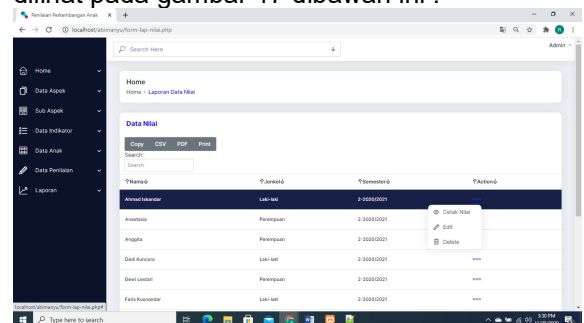 dilihat pada gambar 17 dibawah ini :
Penilaian Perkembangan Anak
localhost/abimanyu/form-lap-nilai.php
Search Here
Admin
Home
Data Aspek
Sub Aspek
Data Indikator
Data Anak
Data Penilaian
Laporan
Home
Home > Laporan Data Nilai
Data Nilai
Copy CSV PDF Print
Search:
Search
Nama Jenkel Semester Action
Ahmad Iskandar Laki-laki 2-2020/2021
Anastasia Perempuan 2-2020/2021
Anggita Perempuan 2-2020/2021
Dedi Kuncoro Laki-laki 2-2020/2021
Dewi Lestari Perempuan 2-2020/2021
Faris Kusnandar Laki-laki 2-2020/2021
Cetak Nilai
Edit
Delete
localhost/abimanyu/form-lap-nilai.php#
Type here to search
3:30 PM